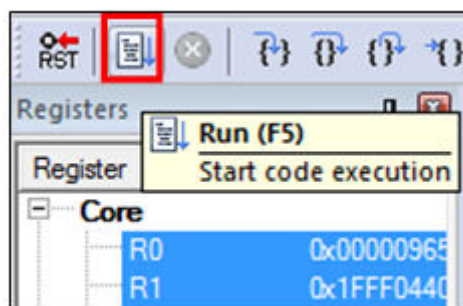 RST
Registers
Run (F5)
Register
Start code execution
Core
R0 0x00000965
R1 0x1FFF0440